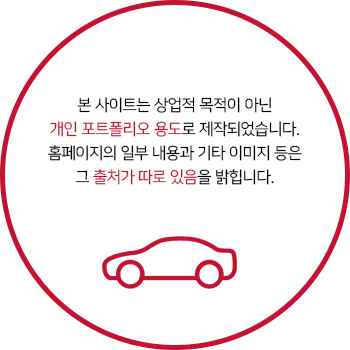 본 사이트는 상업적 목적이 아닌
개인 포트폴리오 용도로 제작되었습니다.
홈페이지의 일부 내용과 기타 이미지 등은
그 출처가 따로 있음을 밝힙니다.